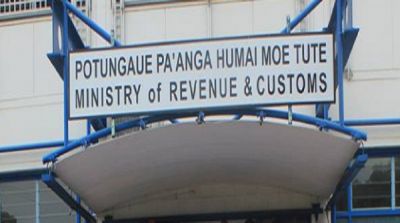 POTUNGAUE PA'ANGA HUMAI MOE TUTE
MINISTRY of REVENUE & CUSTOMS